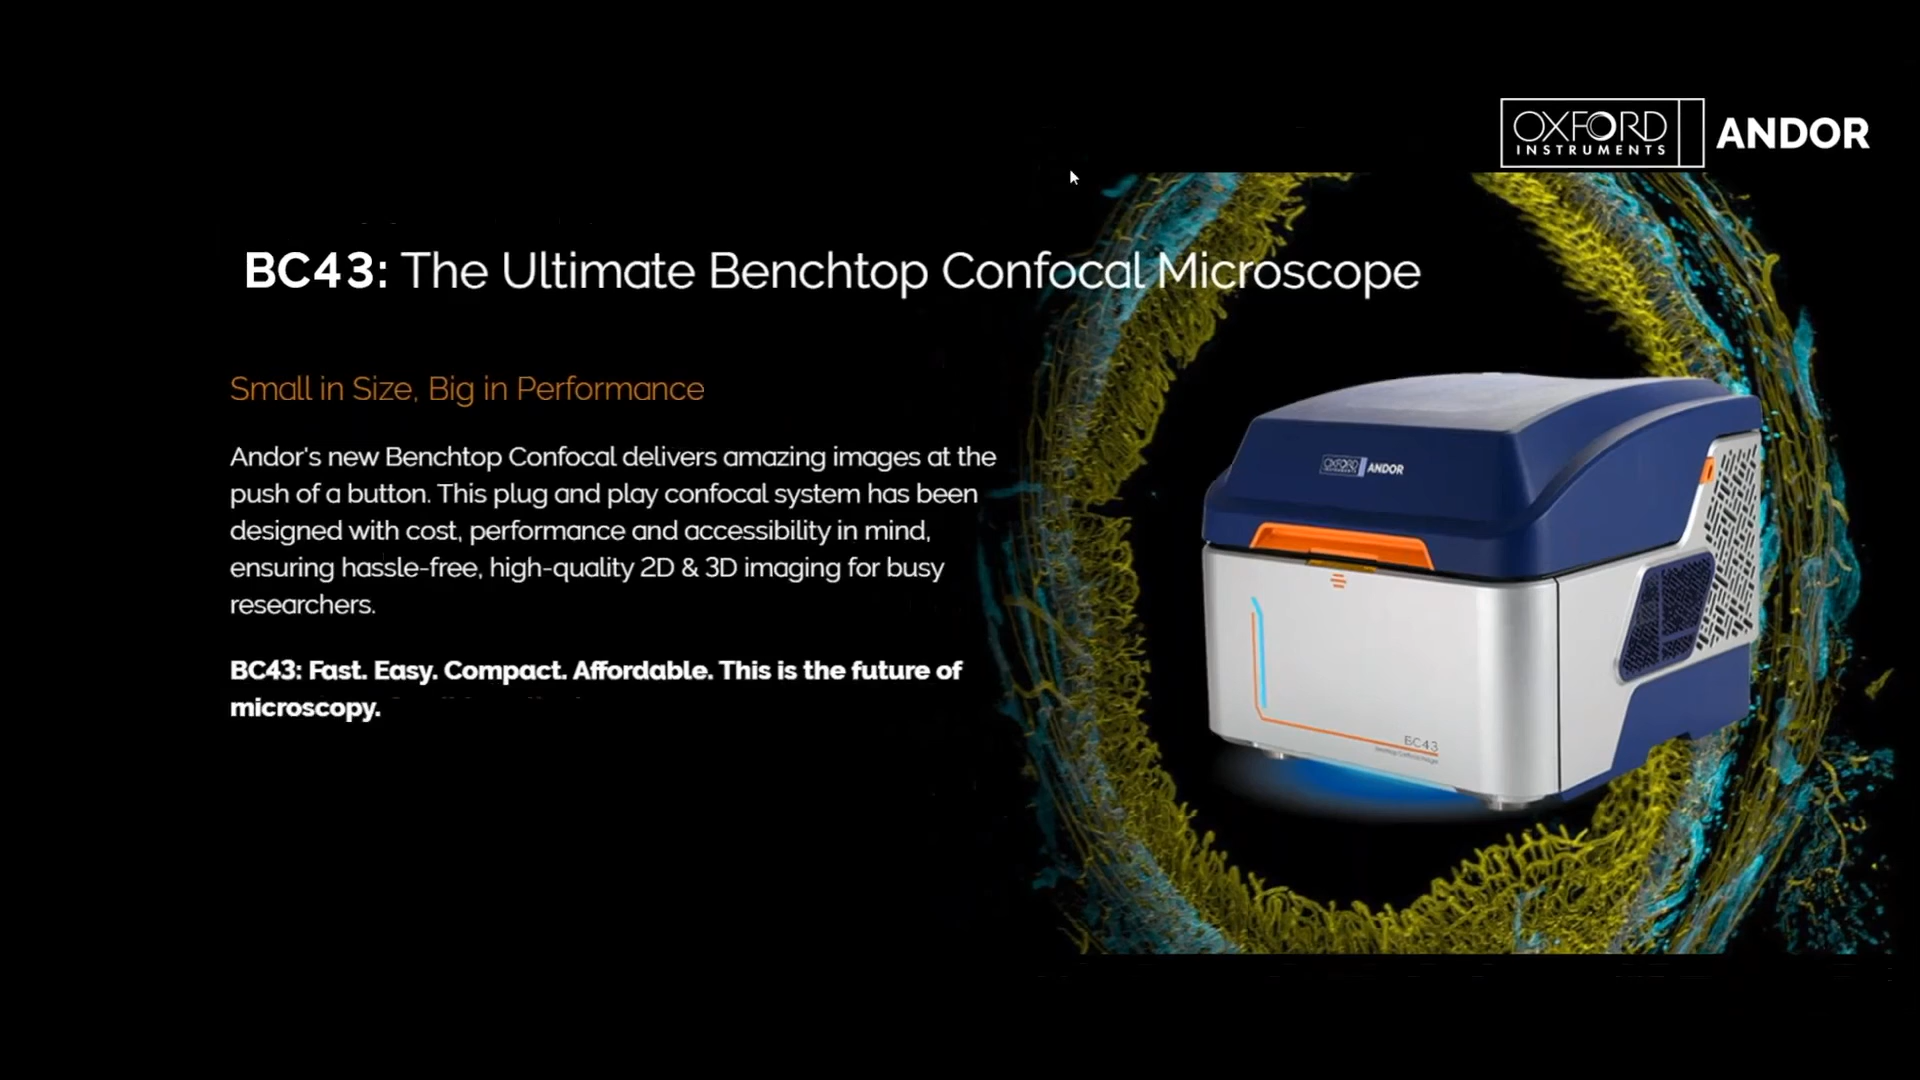 OXFORD
INSTRUMENTS
ANDOR
BC43: The Ultimate Benchtop Confocal Microscope
Small in Size, Big in Performance
Andor's new Benchtop Confocal delivers amazing images at the
push of a button. This plug and play confocal system has been
designed with cost, performance and accessibility in mind,
ensuring hassle-free, high-quality 2D & 3D imaging for busy
researchers.
BC43: Fast. Easy. Compact. Affordable. This is the future of
microscopy.
OXFORD
INSTRUMENTS
ANDOR
BC43